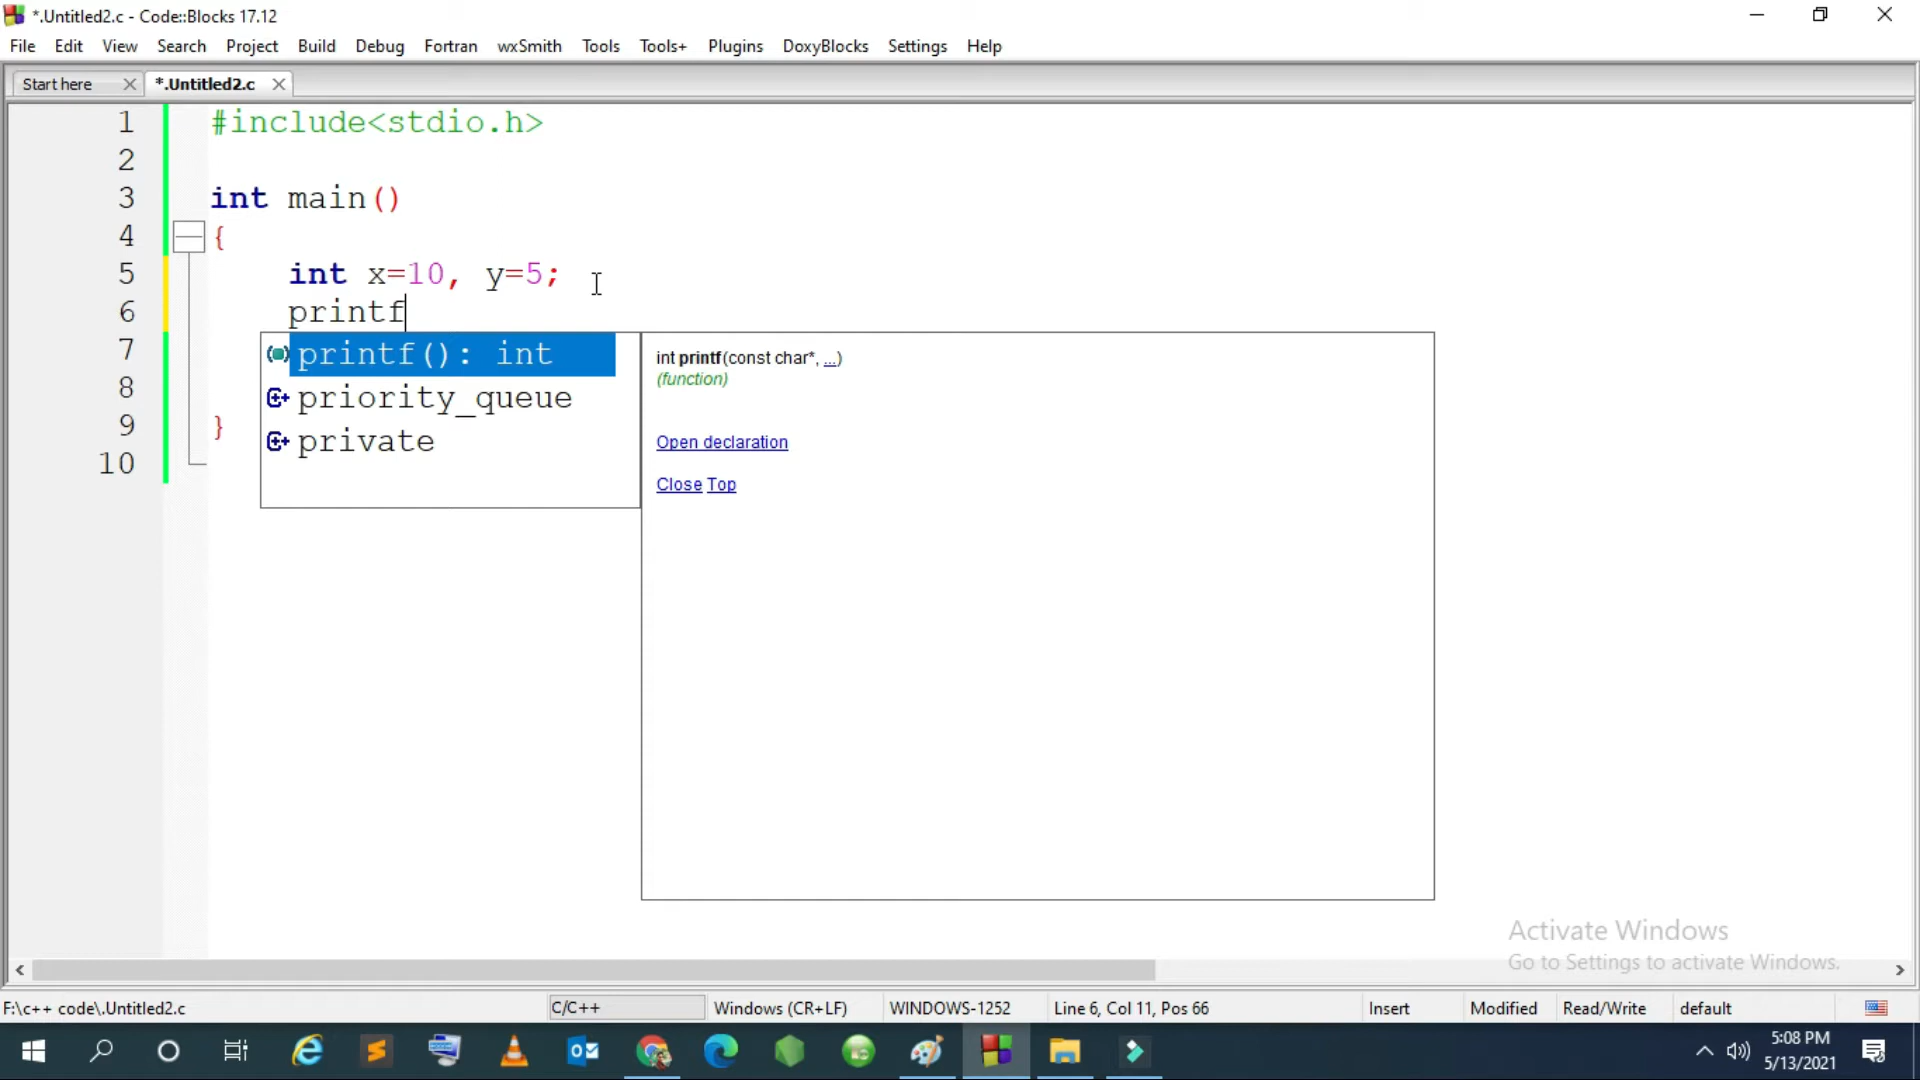 *.Untitled2.c - Code::Blocks 17.12
File Edit View Search Project Build Debug Fortran wxSmith Tools Tools+ Plugins DoxyBlocks Settings Help
Start here *.Untitled2.c
1 #include<stdio.h>
2
3 int main()
4 {
5 int x=10, y=5;
6 printf
7 printf(): int
8 priority_queue
9 }
private
10
int printf(const char*, ...)
(function)
Open declaration
Close Top
Activate Windows
Go to Settings to activate Windows.
F:\c++ code\.Untitled2.c C/C++ Windows (CR+LF) WINDOWS-1252 Line 6, Col 11, Pos 66 Insert Modified Read/Write default
5:08 PM
5/13/2021